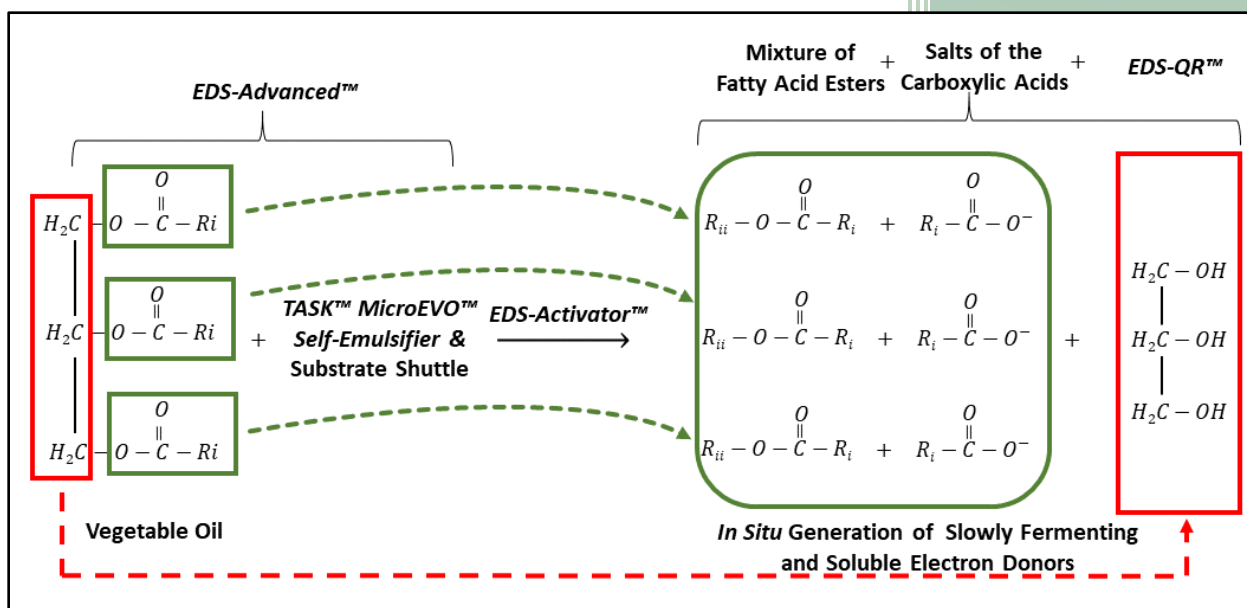 Mixture of Fatty Acid Esters + Salts of the Carboxylic Acids + EDS-QR™
EDS-Advanced™
O O O
H₂C – O – C – Ri R_ii – O – C – R_i + R_i – C – O⁻
H₂C – OH
O O O
TASK™ MicroEVO™
H₂C – O – C – Ri + Self-Emulsifier & EDS-Activator™ R_ii – O – C – R_i + R_i – C – O⁻ + H₂C – OH
Substrate Shuttle
H₂C – OH
O O O
H₂C – O – C – Ri R_ii – O – C – R_i + R_i – C – O⁻
Vegetable Oil
In Situ Generation of Slowly Fermenting
and Soluble Electron Donors